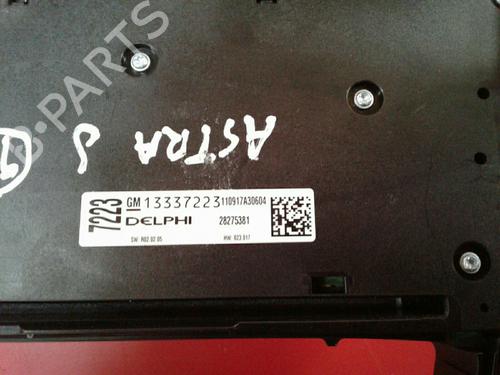 B-PARTS
ASTRA J
7223
GM 13337223 110917A30604
DELPHI 28275381
SW: R02.02.05 HW: 023.017